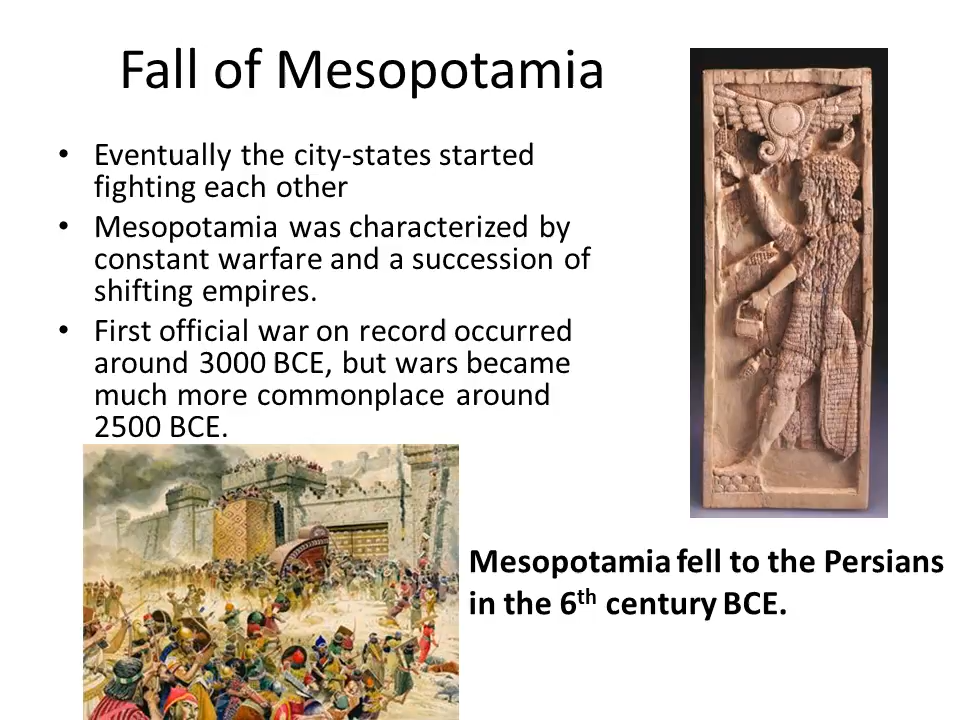 Fall of Mesopotamia
• Eventually the city-states started
fighting each other
• Mesopotamia was characterized by
constant warfare and a succession of
shifting empires.
• First official war on record occurred
around 3000 BCE, but wars became
much more commonplace around
2500 BCE.
Mesopotamia fell to the Persians
in the 6th century BCE.